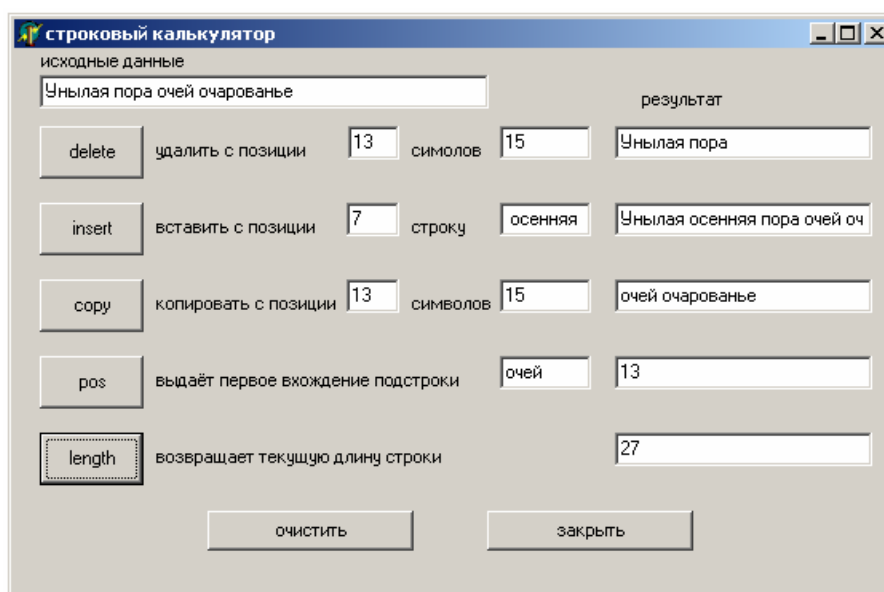 строковый калькулятор
исходные данные
Унылая пора очей очарованье
результат
delete удалить с позиции 13 симолов 15 Унылая пора
insert вставить с позиции 7 строку осенняя Унылая осенняя пора очей оч
copy копировать с позиции 13 символов 15 очей очарованье
pos выдаёт первое вхождение подстроки очей 13
length возвращает текущую длину строки 27
очистить закрыть